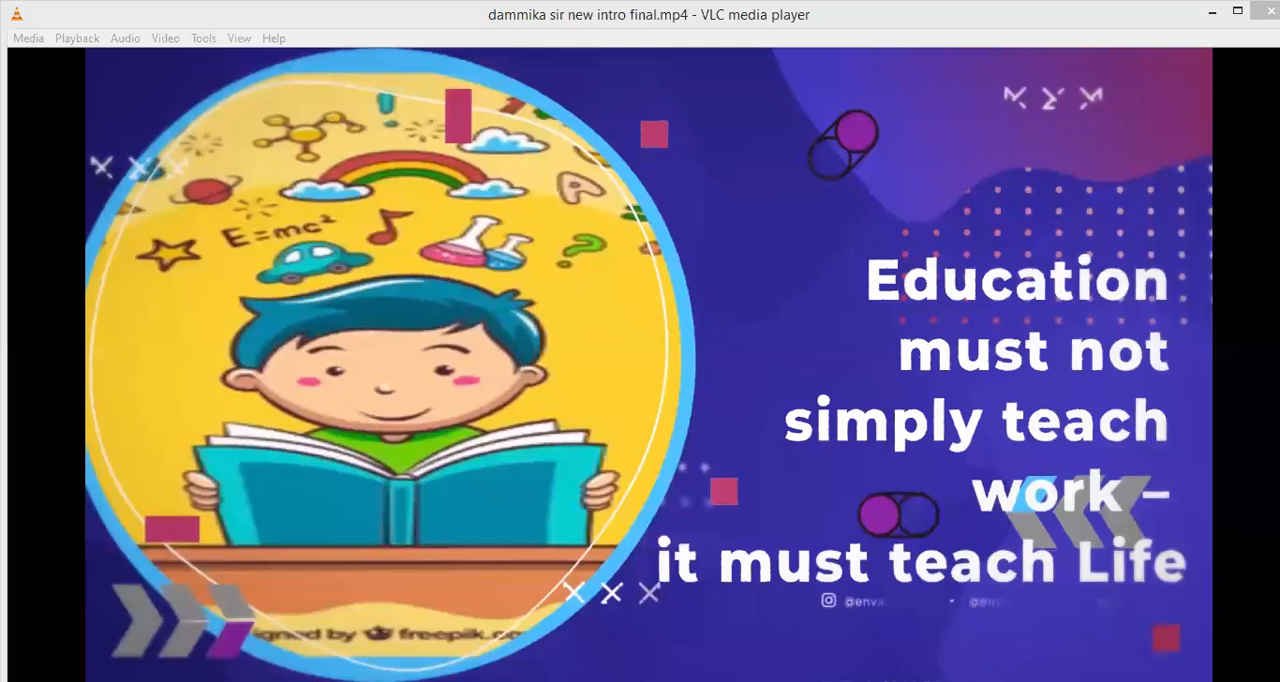 dammika sir new intro final.mp4 - VLC media player
Media Playback Audio Video Tools View Help
E=mc²
Education
must not
simply teach
work –
it must teach Life
freepik